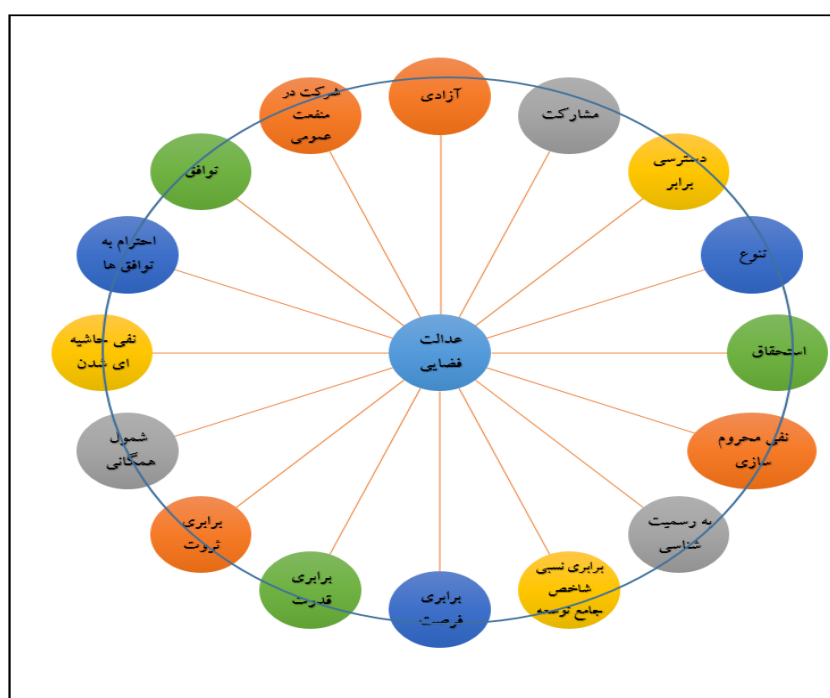 آزادی
مشارکت
دسترسی
برابر
تنوع
استحقاق
نفی محروم
سازی
به رسمیت
شناسی
برابری نسبی
شاخص
جامع توسعه
برابری
فرصت
برابری
قدرت
برابری
ثروت
شمول
همگانی
نفی حاشیه
ای شدن
احترام به
توافق ها
توافق
شرکت در
منفعت
عمومی
عدالت
فضایی